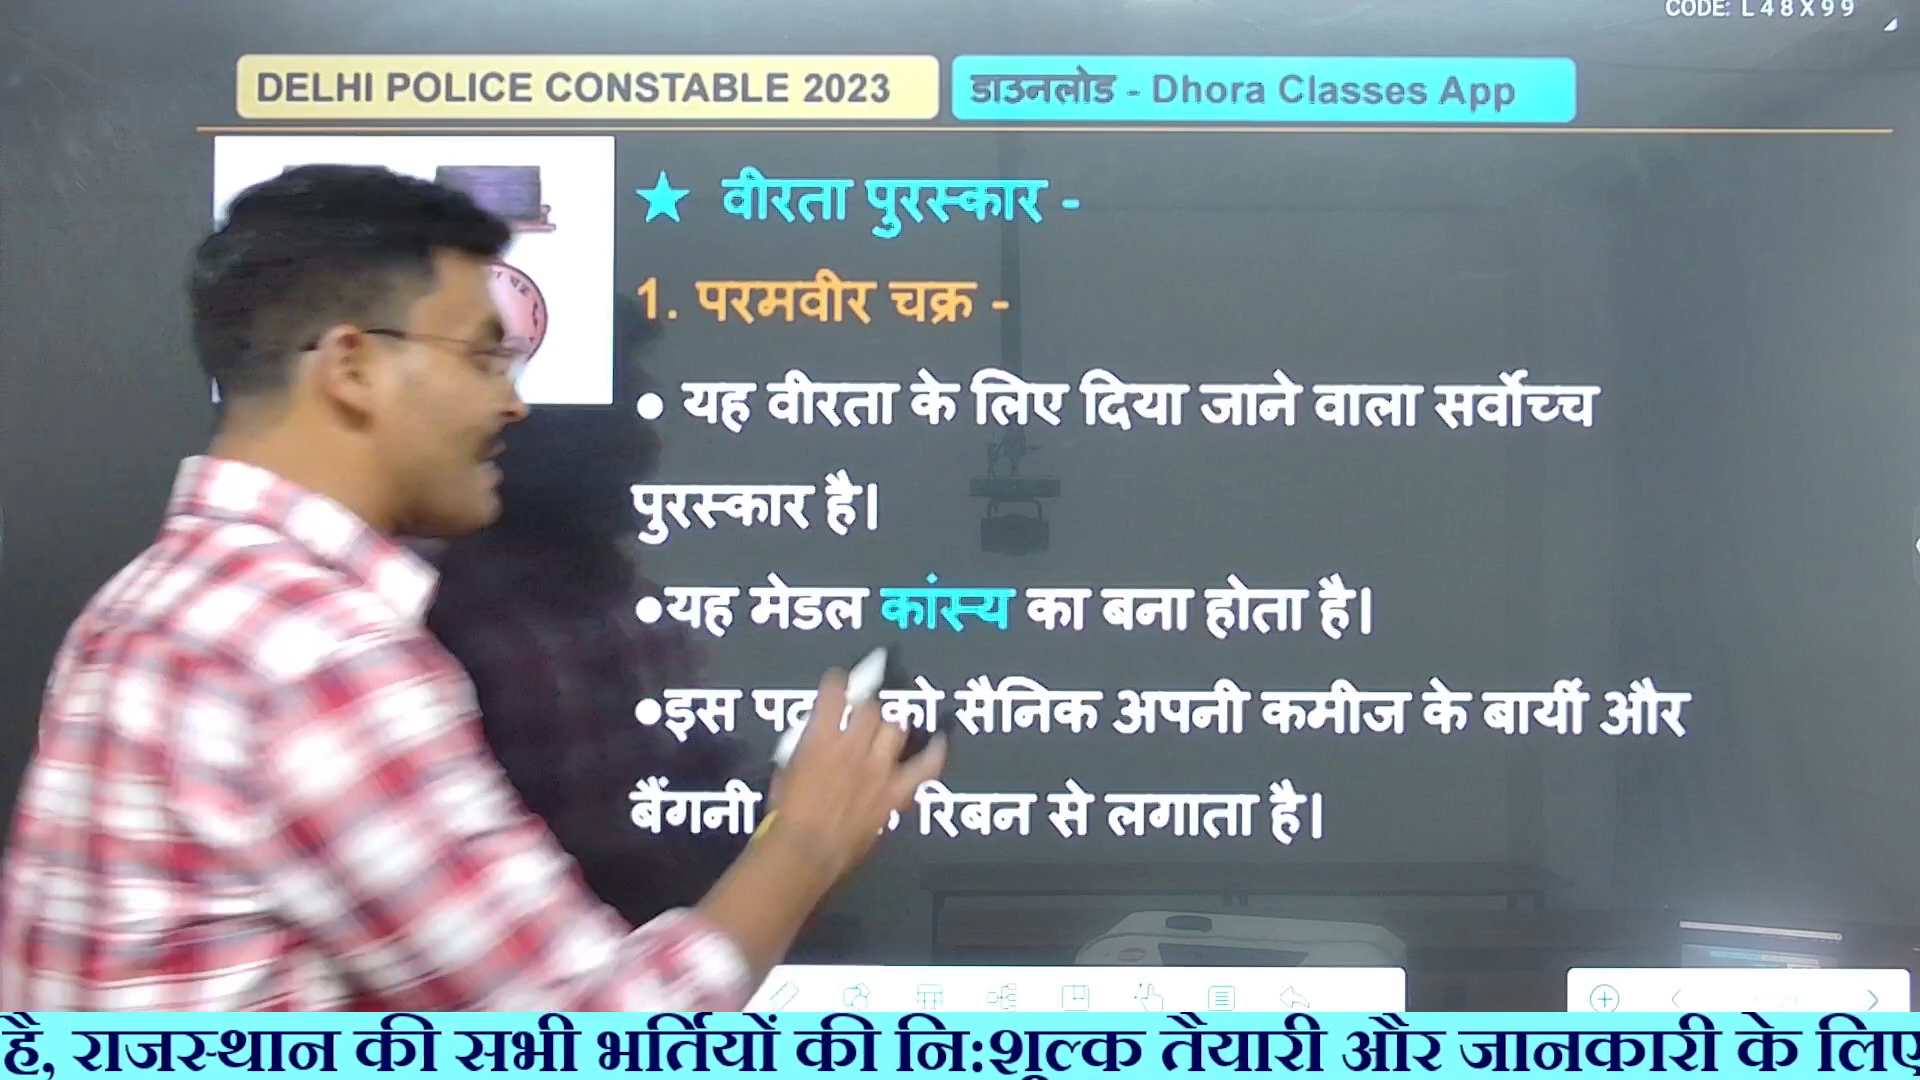 CODE: L48X99
DELHI POLICE CONSTABLE 2023
डाउनलोड - Dhora Classes App
★ वीरता पुरस्कार -
1. परमवीर चक्र -
● यह वीरता के लिए दिया जाने वाला सर्वोच्च
पुरस्कार है।
●यह मेडल कांस्य का बना होता है।
●इस को सैनिक अपनी कमीज के बायीं और
बैंगनी रिबन से लगाता है।
है, राजस्थान की सभी भर्तियों की नि:शुल्क तैयारी और जानकारी के लिए